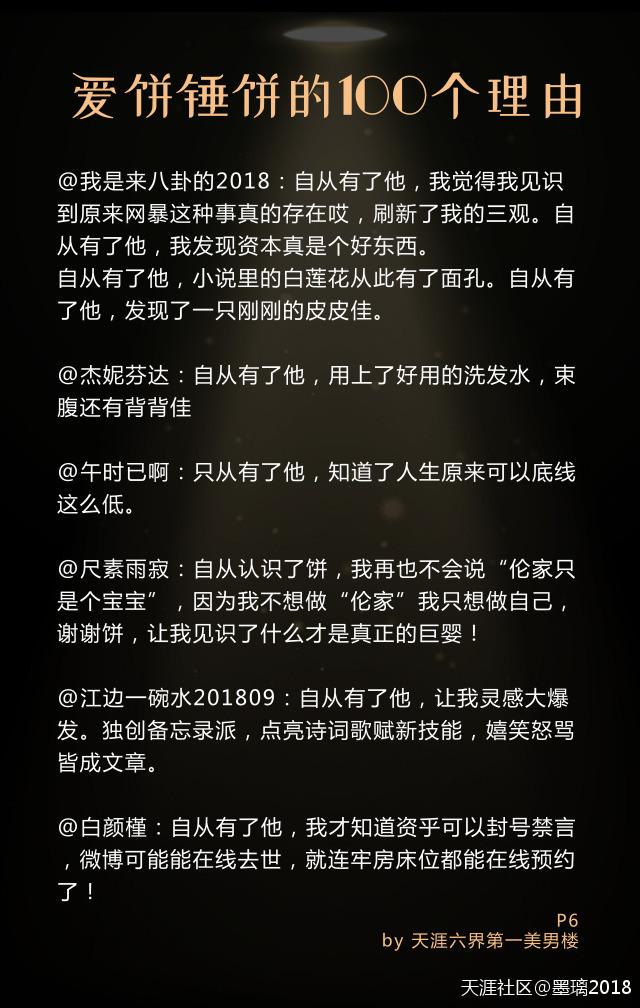 爱饼锤饼的100个理由
@我是来八卦的2018：自从有了他，我觉得我见识
到原来网暴这种事真的存在哎，刷新了我的三观。自
从有了他，我发现资本真是个好东西。
自从有了他，小说里的白莲花从此有了面孔。自从有
了他，发现了一只刚刚的皮皮佳。
@杰妮芬达：自从有了他，用上了好用的洗发水，束
腹还有背背佳
@午时已啊：只从有了他，知道了人生原来可以底线
这么低。
@尺素雨寂：自从认识了饼，我再也不会说“伦家只
是个宝宝”，因为我不想做“伦家”我只想做自己，
谢谢饼，让我见识了什么才是真正的巨婴！
@江边一碗水201809：自从有了他，让我灵感大爆
发。独创备忘录派，点亮诗词歌赋新技能，嬉笑怒骂
皆成文章。
@白颜槿：自从有了他，我才知道资乎可以封号禁言
，微博可能能在线去世，就连牢房床位都能在线预约
了！
P6
by 天涯六界第一美男楼
天涯社区@墨璃2018